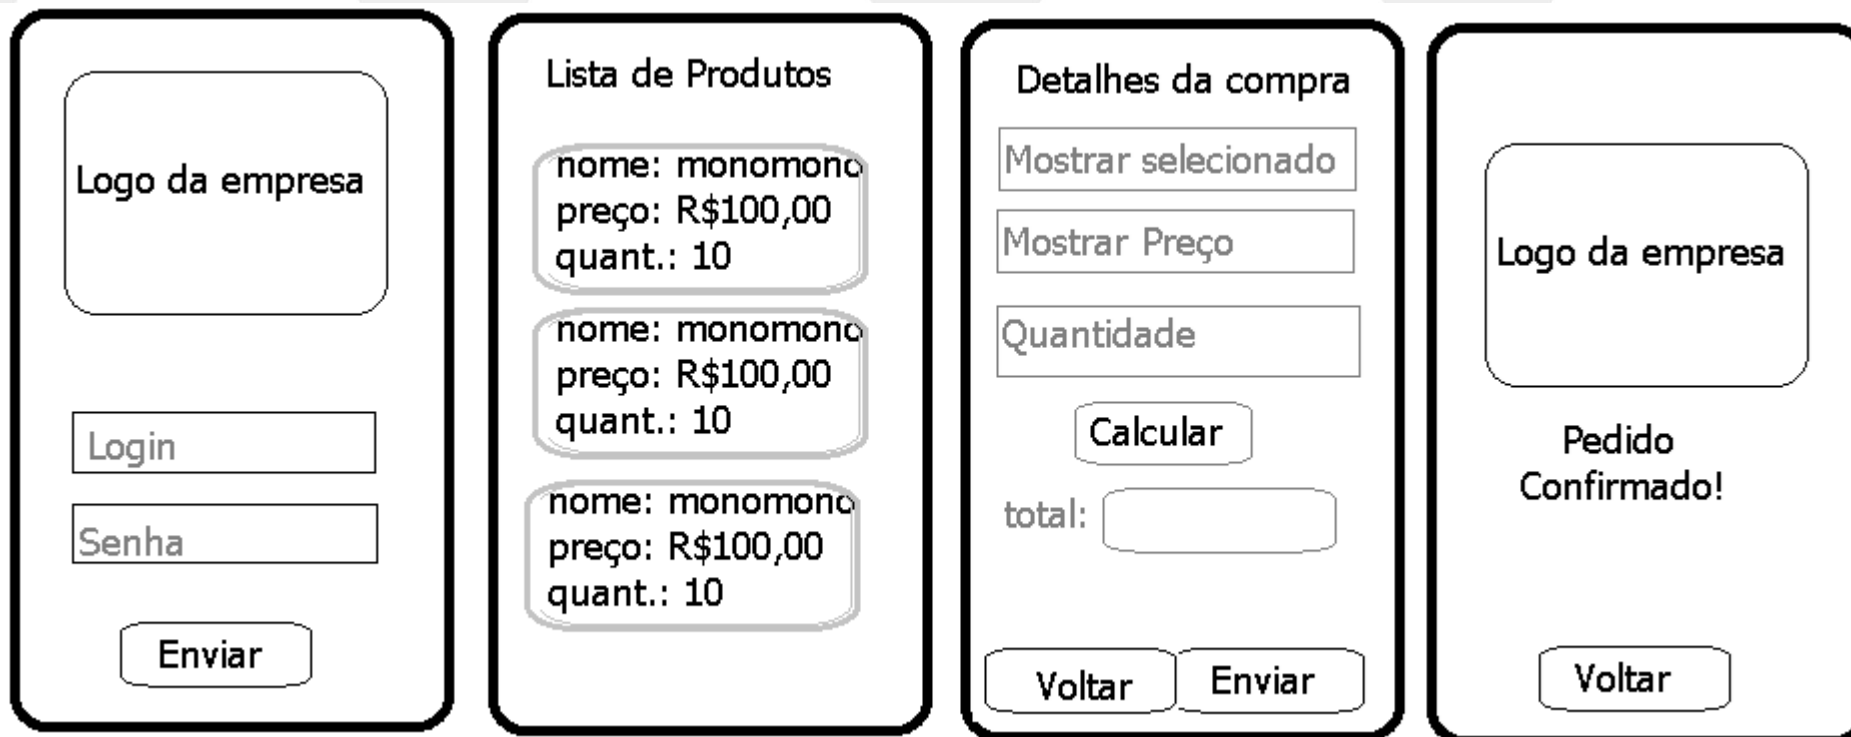 Logo da empresa
Login
Senha
Enviar
Lista de Produtos
nome: monomono
preço: R$100,00
quant.: 10
nome: monomono
preço: R$100,00
quant.: 10
nome: monomono
preço: R$100,00
quant.: 10
Detalhes da compra
Mostrar selecionado
Mostrar Preço
Quantidade
Calcular
total:
Voltar
Enviar
Logo da empresa
Pedido
Confirmado!
Voltar